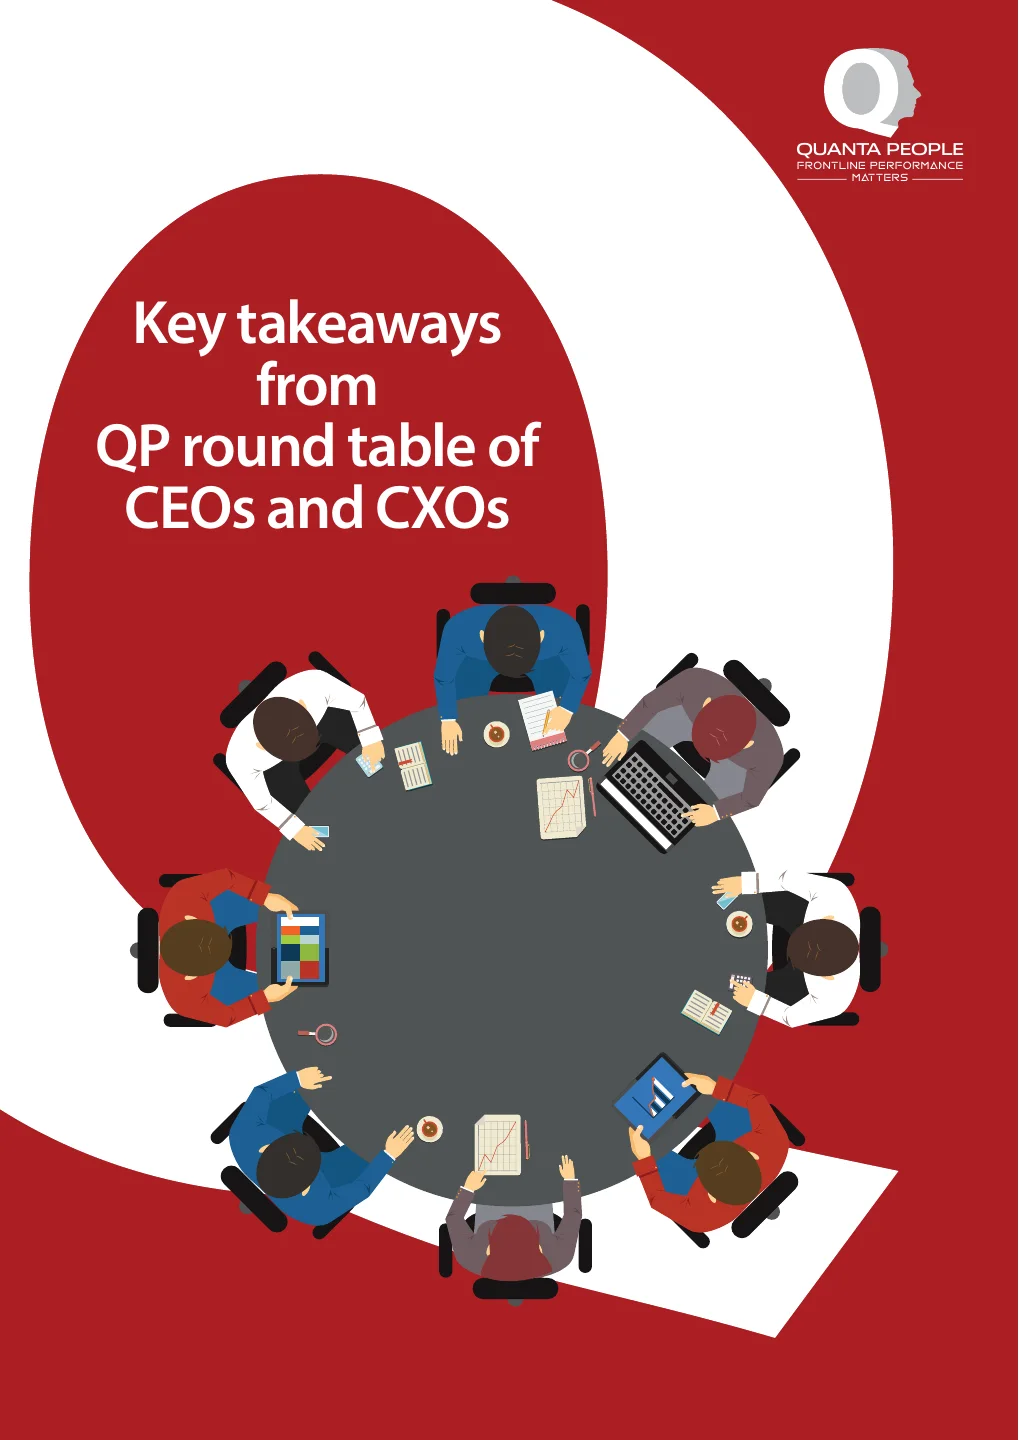 QUANTA PEOPLE
FRONTLINE PERFORMANCE
MATTERS
Key takeaways
from
QP round table of
CEOs and CXOs